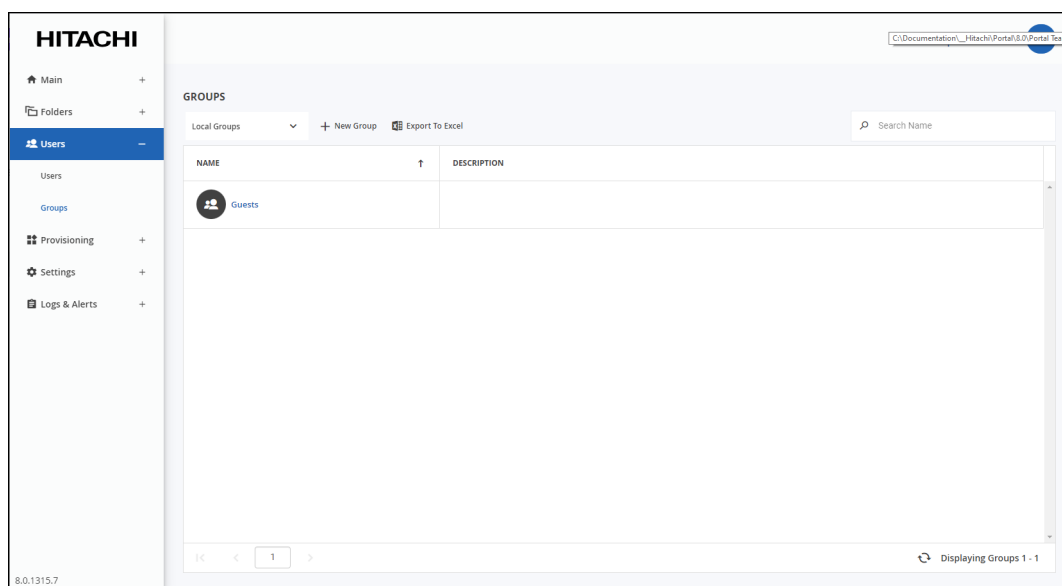 HITACHI
C:\Documentation\__Hitachi\Portal\8.0\Portal Tea
Main
Folders
Users
Users
Groups
Provisioning
Settings
Logs & Alerts
8.0.1315.7
GROUPS
Local Groups
New Group
Export To Excel
Search Name
NAME
DESCRIPTION
Guests
1
Displaying Groups 1 - 1